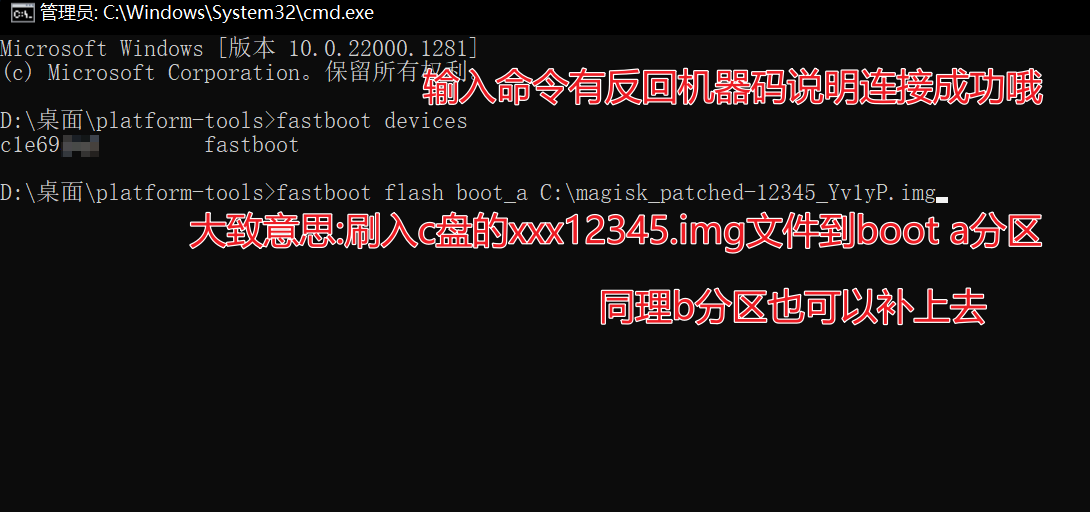 管理员: C:\Windows\System32\cmd.exe
Microsoft Windows [版本 10.0.22000.1281]
(c) Microsoft Corporation。保留所有权利
输入命令有反回机器码说明连接成功哦
D:\桌面\platform-tools>fastboot devices
c1e69 fastboot
D:\桌面\platform-tools>fastboot flash boot_a C:\magisk_patched-12345_Yv1yP.img
大致意思:刷入c盘的xxx12345.img文件到boot a分区
同理b分区也可以补上去